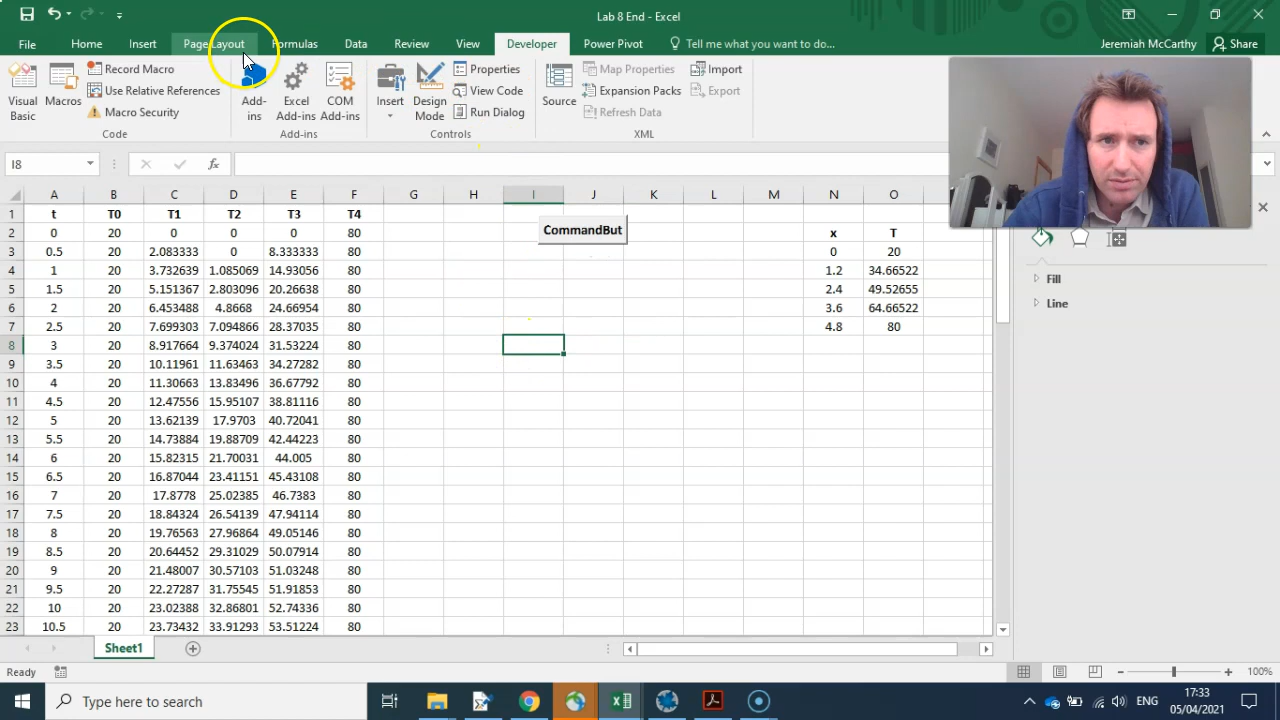 Lab 8 End - Excel
File Home Insert Page Layout Formulas Data Review View Developer Power Pivot Tell me what you want to do... Jeremiah McCarthy Share
Visual Basic
Macros
Record Macro
Use Relative References
Macro Security
Code
Add-ins
Excel Add-ins
COM Add-ins
Add-ins
Insert
Design Mode
Properties
View Code
Run Dialog
Controls
Source
Map Properties
Expansion Packs
Refresh Data
Import
Export
XML
I8 fx
A B C D E F G H I J K L M N O
1 t T0 T1 T2 T3 T4
CommandBut
2 0 20 0 0 0 80 x T
3 0.5 20 2.083333 0 8.333333 80 0 20
4 1 20 3.732639 1.085069 14.93056 80 1.2 34.66522
5 1.5 20 5.151367 2.803096 20.26638 80 2.4 49.52655
6 2 20 6.453488 4.8668 24.66954 80 3.6 64.66522
7 2.5 20 7.699303 7.094866 28.37035 80 4.8 80
8 3 20 8.917664 9.374024 31.53224 80
9 3.5 20 10.11961 11.63463 34.27282 80
10 4 20 11.30663 13.83496 36.67792 80
11 4.5 20 12.47556 15.95107 38.81116 80
12 5 20 13.62139 17.9703 40.72041 80
13 5.5 20 14.73884 19.88709 42.44223 80
14 6 20 15.82315 21.70031 44.005 80
15 6.5 20 16.87044 23.41151 45.43108 80
16 7 20 17.8778 25.02385 46.7383 80
17 7.5 20 18.84324 26.54139 47.94114 80
18 8 20 19.76563 27.96864 49.05146 80
19 8.5 20 20.64452 29.31029 50.07914 80
20 9 20 21.48007 30.57103 51.03248 80
21 9.5 20 22.27287 31.75545 51.91853 80
22 10 20 23.02388 32.86801 52.74336 80
23 10.5 20 23.73432 33.91293 53.51224 80
Fill
Line
Sheet1
Ready 100%
Type here to search
ENG
17:33
05/04/2021